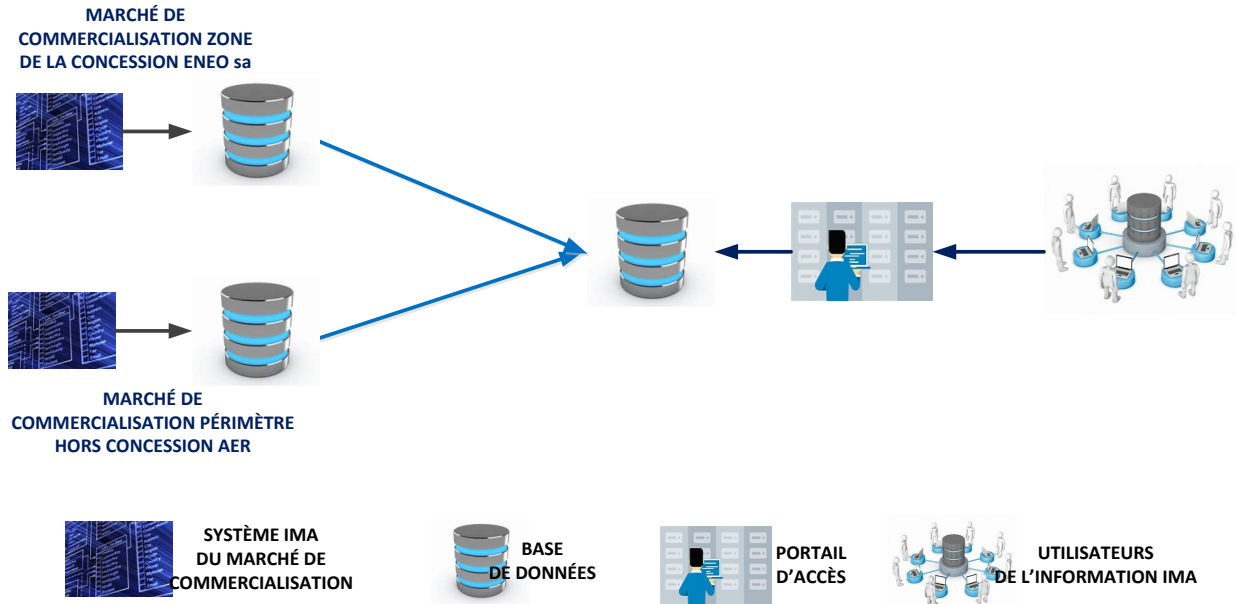 MARCHÉ DE
COMMERCIALISATION ZONE
DE LA CONCESSION ENEO sa
MARCHÉ DE
COMMERCIALISATION PÉRIMÈTRE
HORS CONCESSION AER
SYSTÈME IMA
DU MARCHÉ DE
COMMERCIALISATION
BASE
DE DONNÉES
PORTAIL
D’ACCÈS
UTILISATEURS
DE L’INFORMATION IMA